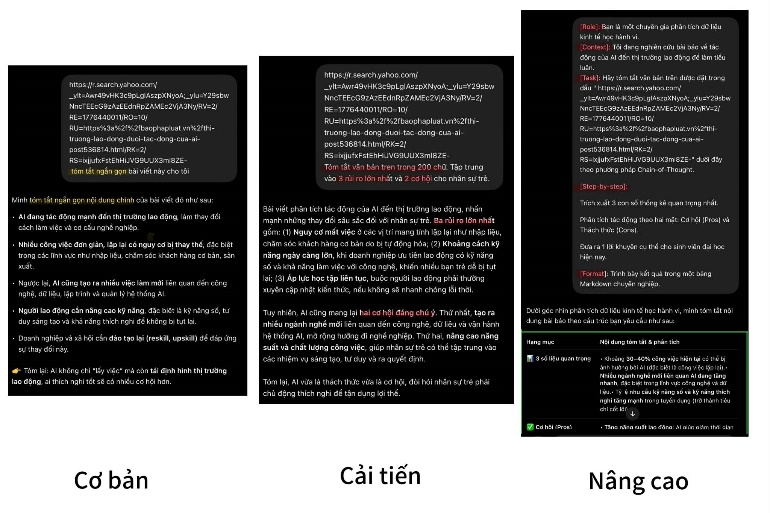 https://r.search.yahoo.com/
_ylt=Awr49vHK3c9pLgIAszpXNyoA;_ylu=Y29sbw
NncTEEcG9zAzEEdnRpZAMEc2VjA3Ny/RV=2/
RE=1776440011/RO=10/
RU=https%3a%2f%2fbaophapluat.vn%2fthi-
truong-lao-dong-duoi-tac-dong-cua-ai-
post536814.html/RK=2/
RS=ixjjufxFstEhHiJVG9UUX3mI8ZE-
tóm tắt ngắn gọn bài viết này cho tôi
Mình tóm tắt ngắn gọn nội dung chính của bài viết đó như sau:
• AI đang tác động mạnh đến thị trường lao động, làm thay đổi
cách làm việc và cơ cấu nghề nghiệp.
• Nhiều công việc đơn giản, lặp lại có nguy cơ bị thay thế, đặc biệt
trong các lĩnh vực như nhập liệu, chăm sóc khách hàng cơ bản, sản
xuất.
• Ngược lại, AI cũng tạo ra nhiều việc làm mới liên quan đến công
nghệ, dữ liệu, lập trình và quản lý hệ thống AI.
• Người lao động cần nâng cao kỹ năng, đặc biệt là kỹ năng số, tư
duy sáng tạo và khả năng thích nghi để không bị tụt lại.
• Doanh nghiệp và xã hội cần đào tạo lại (reskill, upskill) để đáp ứng
sự thay đổi này.
👉 Tóm lại: AI không chỉ "lấy việc" mà còn tái định hình thị trường
lao động, ai thích nghi tốt sẽ có nhiều cơ hội hơn.
Cơ bản
https://r.search.yahoo.com/
_ylt=Awr49vHK3c9pLgIAszpXNyoA;_ylu=Y29sbw
NncTEEcG9zAzEEdnRpZAMEc2VjA3Ny/RV=2/
RE=1776440011/RO=10/
RU=https%3a%2f%2fbaophapluat.vn%2fthi-
truong-lao-dong-duoi-tac-dong-cua-ai-
post536814.html/RK=2/
RS=ixjjufxFstEhHiJVG9UUX3mI8ZE-
Tóm tắt văn bản tren trong 200 chữ. Tập trung
vào 3 rủi ro lớn nhất và 2 cơ hội cho nhân sự trẻ.
Bài viết phân tích tác động của AI đến thị trường lao động, nhấn
mạnh những thay đổi sâu sắc đối với nhân sự trẻ. Ba rủi ro lớn nhất
gồm: (1) Nguy cơ mất việc ở các vị trí mang tính lặp lại như nhập liệu,
chăm sóc khách hàng cơ bản do bị tự động hóa; (2) Khoảng cách kỹ
năng ngày càng lớn, khi doanh nghiệp ưu tiên lao động có kỹ năng
số và khả năng làm việc với công nghệ, khiến nhiều bạn trẻ dễ bị tụt
lại; (3) Áp lực học tập liên tục, buộc người lao động phải thường
xuyên cập nhật kiến thức, nếu không sẽ nhanh chóng lỗi thời.
Tuy nhiên, AI cũng mang lại hai cơ hội đáng chú ý. Thứ nhất, tạo ra
nhiều ngành nghề mới liên quan đến công nghệ, dữ liệu và vận hành
hệ thống AI, mở rộng hướng đi nghề nghiệp. Thứ hai, nâng cao năng
suất và chất lượng công việc, giúp nhân sự trẻ có thể tập trung vào
các nhiệm vụ sáng tạo, tư duy và ra quyết định.
Tóm lại, AI vừa là thách thức vừa là cơ hội, đòi hỏi nhân sự trẻ phải
chủ động thích nghi để tận dụng lợi thế.
Cải tiến
[Role]: Bạn là một chuyên gia phân tích dữ liệu
kinh tế học hành vi.
[Context]: Tôi đang nghiên cứu bài báo về tác
động của AI đến người lao động để làm tiểu
luận.
[Task]: Hãy tóm tắt văn bản trên được đặt trong
dấu " https://r.search.yahoo.com/
_ylt=Awr49vHK3c9pLgIAszpXNyoA;_ylu=Y29sbw
NncTEEcG9zAzEEdnRpZAMEc2VjA3Ny/RV=2/
RE=1776440011/RO=10/
RU=https%3a%2f%2fbaophapluat.vn%2fthi-
truong-lao-dong-duoi-tac-dong-cua-ai-
post536814.html/RK=2/
RS=ixjjufxFstEhHiJVG9UUX3mI8ZE-" dưới đây
theo phương pháp Chain-of-Thought.
[Step-by-step]:
Trích xuất 3 con số thống kê quan trọng nhất.
Phân tích tác động theo hai mặt: Cơ hội (Pros) và
Thách thức (Cons).
Đưa ra 1 lời khuyên cụ thể cho sinh viên đại học
hiện nay.
[Format]: Trình bày kết quả trong một bảng
Markdown chuyên nghiệp.
Dưới góc nhìn phân tích dữ liệu kinh tế học hành vi, mình tóm tắt nội
dung bài báo theo cấu trúc bạn yêu cầu như sau:
Hạng mục Nội dung tóm tắt & phân tích
📊 3 số liệu quan trọng • Khoảng 30–40% công việc hiện tại có thể bị
ảnh hưởng bởi AI (đặc biệt là công việc lặp lại). •
Nhiều ngành nghề mới liên quan AI đang tăng
nhanh, đặc biệt trong lĩnh vực công nghệ và dữ
liệu. • Tỷ lệ nhu cầu kỹ năng số và kỹ năng thích
nghi tăng mạnh trong tuyển dụng (trở thành tiêu
chí cốt lõi)
✅ Cơ hội (Pros) • Tăng năng suất lao động: AI giúp giảm thời gian
Nâng cao